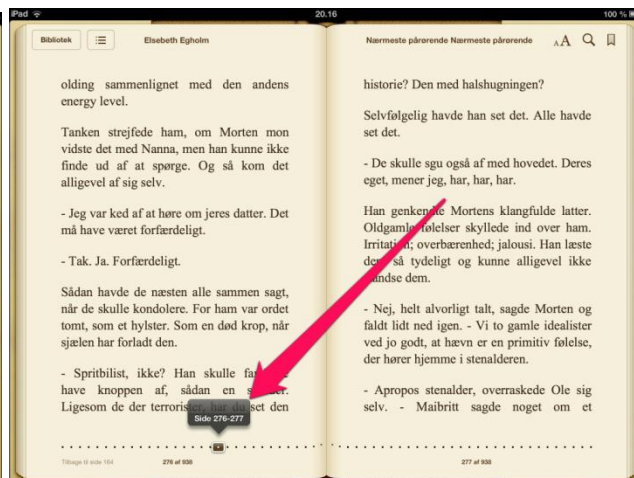 iPad
20.16
100 %
Bibliotek
Elsebeth Egholm
Nærmeste pårørende Nærmeste pårørende
AA
olding sammenlignet med den andens
energy level.
Tanken strejfede ham, om Morten mon
vidste det med Nanna, men han kunne ikke
finde ud af at spørge. Og så kom det
alligevel af sig selv.
- Jeg var ked af at høre om jeres datter. Det
må have været forfærdeligt.
- Tak. Ja. Forfærdeligt.
Sådan havde de næsten alle sammen sagt,
når de skulle kondolere. For ham var ordet
tomt, som et hylster. Som en død krop, når
sjælen har forladt den.
- Spritbilist, ikke? Han skulle
have knoppen af, sådan en
Ligesom de der terrorister, har du set den
Side 276-277
Tilbage til side 164
276 af 938
historie? Den med halshugningen?
Selvfølgelig havde han set det. Alle havde
set det.
- De skulle sgu også af med hovedet. Deres
eget, mener jeg, har, har, har.
Han genkendte Mortens klangfulde latter.
Oldgamle følelser skyllede ind over ham.
Irritation; overbærenhed; jalousi. Han læste
så tydeligt og kunne alligevel ikke
dem.
- Nej, helt alvorligt talt, sagde Morten og
faldt lidt ned igen. - Vi to gamle idealister
ved jo godt, at hævn er en primitiv følelse,
der hører hjemme i stenalderen.
- Apropos stenalder, overraskede Ole sig
selv. - Maibritt sagde noget om et
277 af 938